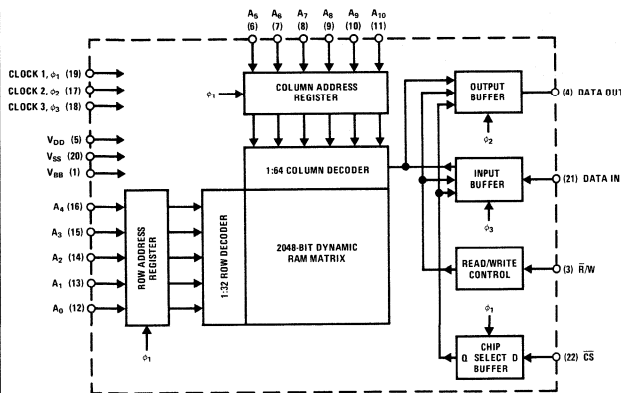 A5 A6 A7 A8 A9 A10
(6) (7) (8) (9) (10) (11)
CLOCK 1, ϕ1 (19)
CLOCK 2, ϕ2 (17)
CLOCK 3, ϕ3 (18)
ϕ1
COLUMN ADDRESS
REGISTER
OUTPUT
BUFFER
(4) DATA OUT
ϕ2
VDD (5)
VSS (20)
VBB (1)
1:64 COLUMN DECODER
INPUT
BUFFER
(21) DATA IN
ϕ3
A4 (16)
A3 (15)
A2 (14)
A1 (13)
A0 (12)
ROW ADDRESS
REGISTER
1:32 ROW DECODER
2048-BIT DYNAMIC
RAM MATRIX
READ/WRITE
CONTROL
(3) R̅/W
ϕ1
ϕ1
CHIP
Q SELECT D
BUFFER
(22) C̅S̅